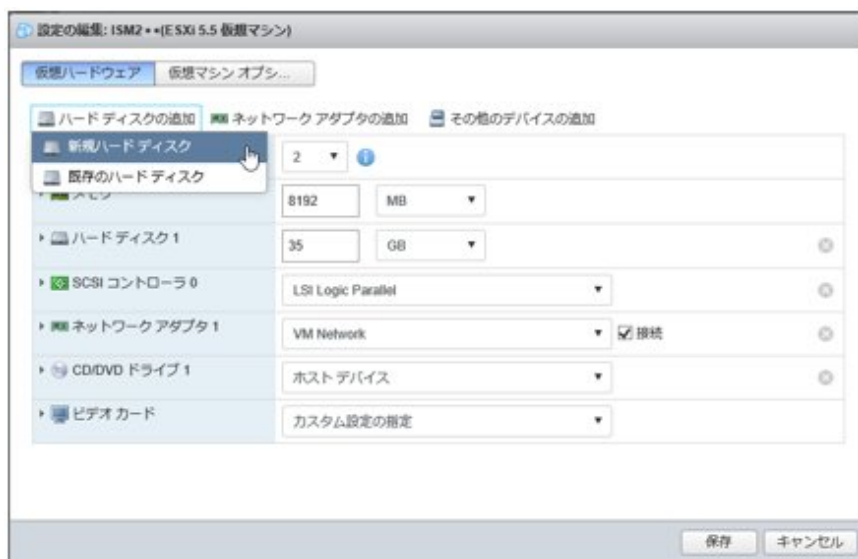 設定の編集: ISM2••(ESXi 5.5 仮想マシン)
仮想ハードウェア 仮想マシン オプシ...
ハード ディスクの追加 ネットワーク アダプタの追加 その他のデバイスの追加
新規ハード ディスク
2
既存のハード ディスク
メモリ 8192 MB
ハード ディスク 1 35 GB
SCSI コントローラ 0 LSI Logic Parallel
ネットワーク アダプタ 1 VM Network 接続
CD/DVD ドライブ 1 ホスト デバイス
ビデオ カード カスタム設定の指定
保存 キャンセル